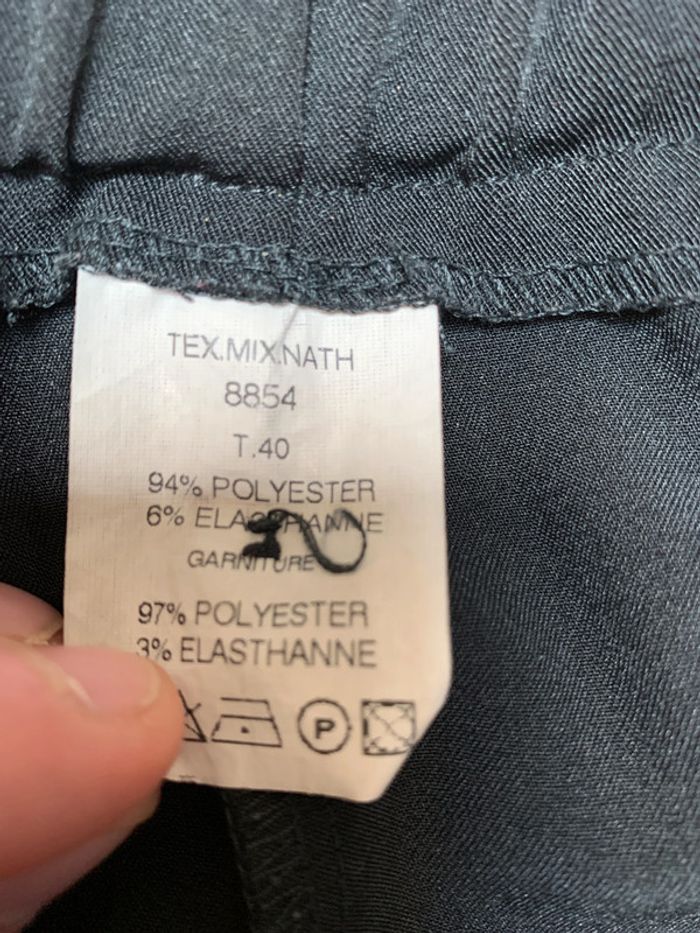 TEX.MIX.NATH
8854
T.40
94% POLYESTER
6% ELASTHANNE
GARNITURE
97% POLYESTER
3% ELASTHANNE
P